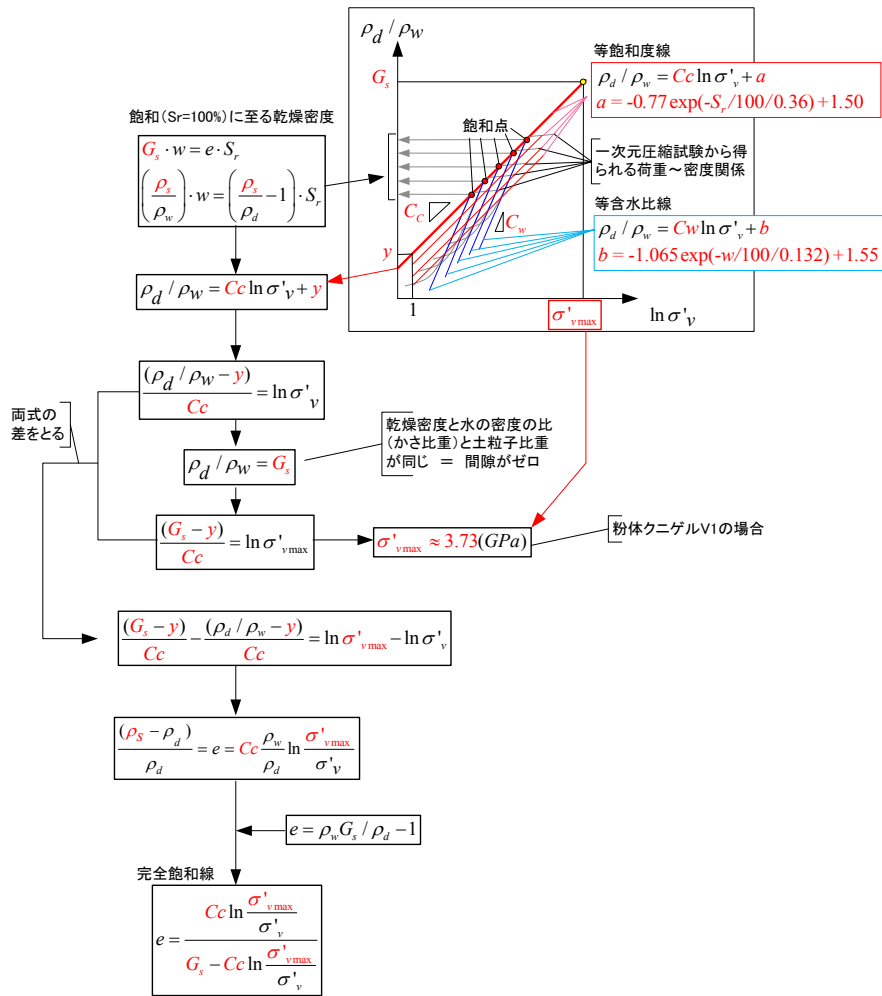 ρd / ρw
Gs
等飽和度線
ρd / ρw = Cc ln σ'v + a
a = -0.77 exp(-Sr/100/0.36) + 1.50
飽和点
一次元圧縮試験から得
られる荷重～密度関係
CC
Cw
等含水比線
ρd / ρw = Cw ln σ'v + b
b = -1.065 exp(-w/100/0.132) + 1.55
y
1
σ'vmax
ln σ'v
飽和(Sr=100%)に至る乾燥密度
Gs · w = e · Sr
(ρs / ρw) · w = (ρs / ρd - 1) · Sr
ρd / ρw = Cc ln σ'v + y
(ρd / ρw - y) / Cc = ln σ'v
両式の
差をとる
ρd / ρw = Gs
乾燥密度と水の密度の比
(かさ比重)と土粒子比重
が同じ ＝ 間隙がゼロ
(Gs - y) / Cc = ln σ'vmax
σ'vmax ≈ 3.73(GPa)
粉体クニゲルV1の場合
(Gs - y) / Cc - (ρd / ρw - y) / Cc = ln σ'vmax - ln σ'v
(ρS - ρd) / ρd = e = Cc ρw / ρd ln σ'vmax / σ'v
e = ρw Gs / ρd - 1
完全飽和線
e = Cc ln σ'vmax / σ'v
Gs - Cc ln σ'vmax / σ'v